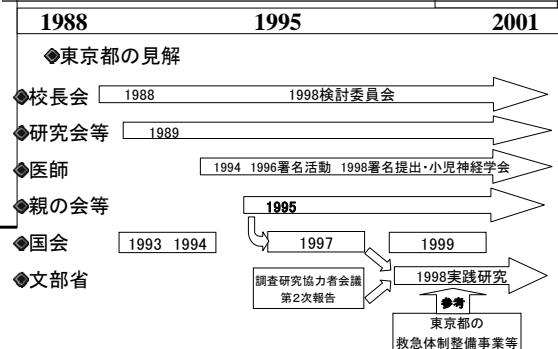 1988 1995 2001
◆東京都の見解
◆校長会 1988 1998検討委員会
◆研究会等 1989
◆医師 1994 1996署名活動 1998署名提出・小児神経学会
◆親の会等 1995
◆国会 1993 1994 1997 1999
◆文部省 1998実践研究
調査研究協力者会議
第2次報告
参考
東京都の
救急体制整備事業等